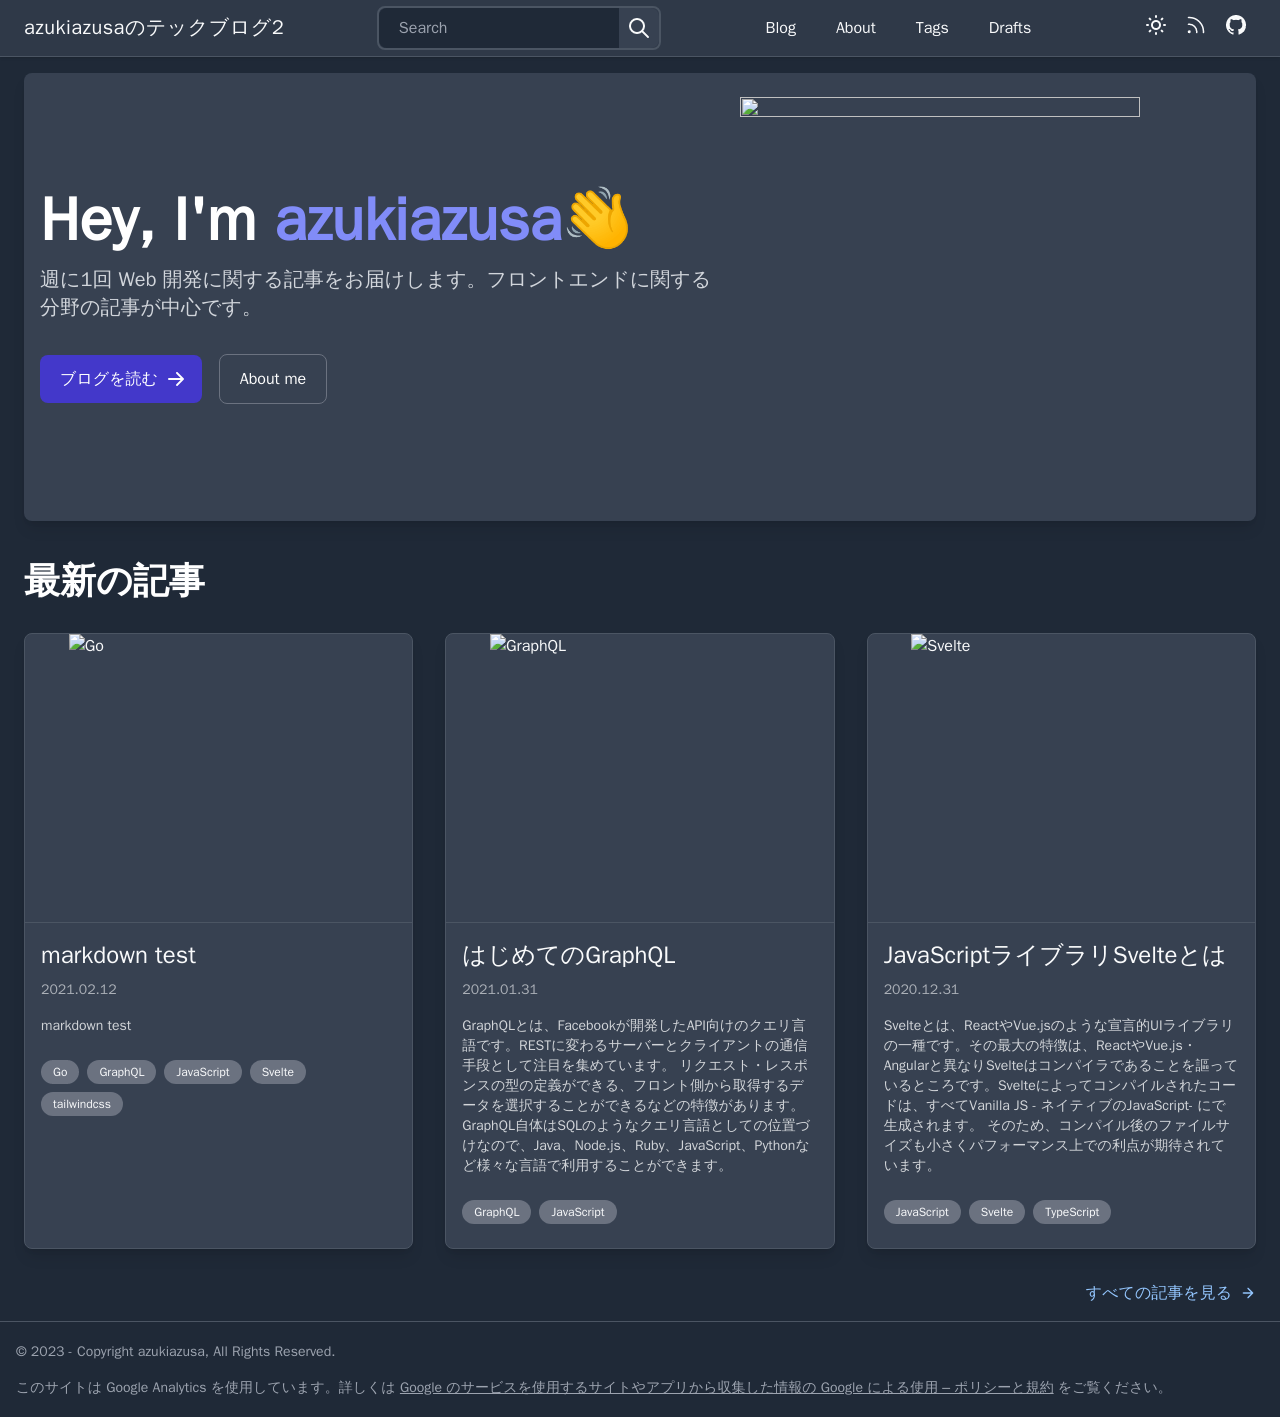 azukiazusaのテックブログ2
Search
Blog
About
Tags
Drafts
Hey, I'm azukiazusa👋
週に1回 Web 開発に関する記事をお届けします。フロントエンドに関する
分野の記事が中心です。
ブログを読む
About me
最新の記事
Go
GraphQL
Svelte
markdown test
2021.02.12
markdown test
Go
GraphQL
JavaScript
Svelte
tailwindcss
はじめてのGraphQL
2021.01.31
GraphQLとは、Facebookが開発したAPI向けのクエリ言
語です。RESTに変わるサーバーとクライアントの通信
手段として注目を集めています。 リクエスト・レスポ
ンスの型の定義ができる、フロント側から取得するデ
ータを選択することができるなどの特徴があります。
GraphQL自体はSQLのようなクエリ言語としての位置づ
けなので、Java、Node.js、Ruby、JavaScript、Pythonな
ど様々な言語で利用することができます。
GraphQL
JavaScript
JavaScriptライブラリSvelteとは
2020.12.31
Svelteとは、ReactやVue.jsのような宣言的UIライブラリ
の一種です。その最大の特徴は、ReactやVue.js・
Angularと異なりSvelteはコンパイラであることを謳って
いるところです。Svelteによってコンパイルされたコー
ドは、すべてVanilla JS - ネイティブのJavaScript- にで
生成されます。 そのため、コンパイル後のファイルサ
イズも小さくパフォーマンス上での利点が期待されて
います。
JavaScript
Svelte
TypeScript
すべての記事を見る
© 2023 - Copyright azukiazusa, All Rights Reserved.
このサイトは Google Analytics を使用しています。詳しくは Google のサービスを使用するサイトやアプリから収集した情報の Google による使用 – ポリシーと規約 をご覧ください。